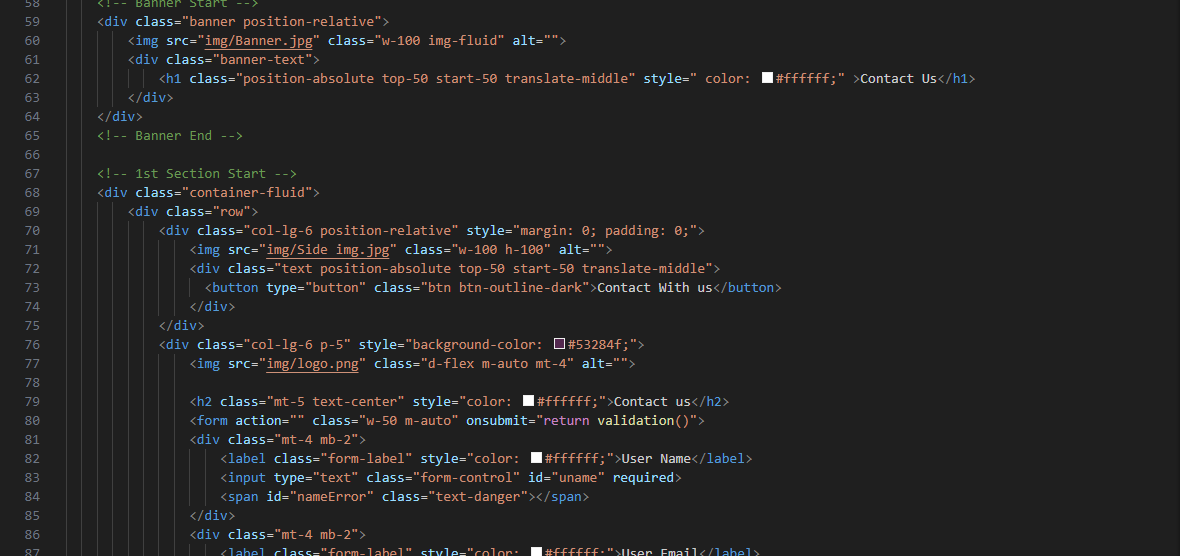 58 <!-- Banner Start -->
59 <div class="banner position-relative">
60 <img src="img/Banner.jpg" class="w-100 img-fluid" alt="">
61 <div class="banner-text">
62 <h1 class="position-absolute top-50 start-50 translate-middle" style=" color: #ffffff;" >Contact Us</h1>
63 </div>
64 </div>
65 <!-- Banner End -->
66
67 <!-- 1st Section Start -->
68 <div class="container-fluid">
69 <div class="row">
70 <div class="col-lg-6 position-relative" style="margin: 0; padding: 0;">
71 <img src="img/Side img.jpg" class="w-100 h-100" alt="">
72 <div class="text position-absolute top-50 start-50 translate-middle">
73 <button type="button" class="btn btn-outline-dark">Contact With us</button>
74 </div>
75 </div>
76 <div class="col-lg-6 p-5" style="background-color: #53284f;">
77 <img src="img/logo.png" class="d-flex m-auto mt-4" alt="">
78
79 <h2 class="mt-5 text-center" style="color: #ffffff;">Contact us</h2>
80 <form action="" class="w-50 m-auto" onsubmit="return validation()">
81 <div class="mt-4 mb-2">
82 <label class="form-label" style="color: #ffffff;">User Name</label>
83 <input type="text" class="form-control" id="uname" required>
84 <span id="nameError" class="text-danger"></span>
85 </div>
86 <div class="mt-4 mb-2">
87 <label class="form-label" style="color: #ffffff;">User Email</label>